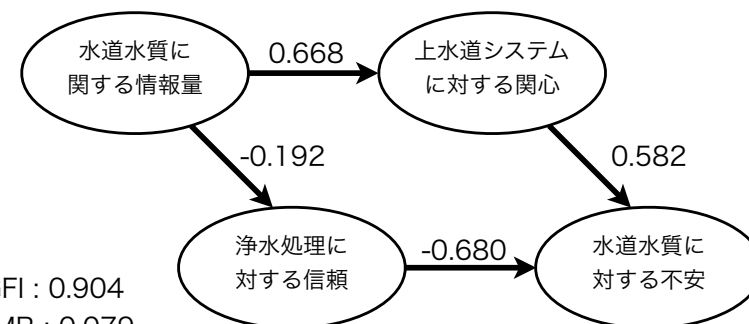 水道水質に
関する情報量
0.668
上水道システム
に対する関心
-0.192
0.582
浄水処理に
対する信頼
-0.680
水道水質に
対する不安
FI : 0.904